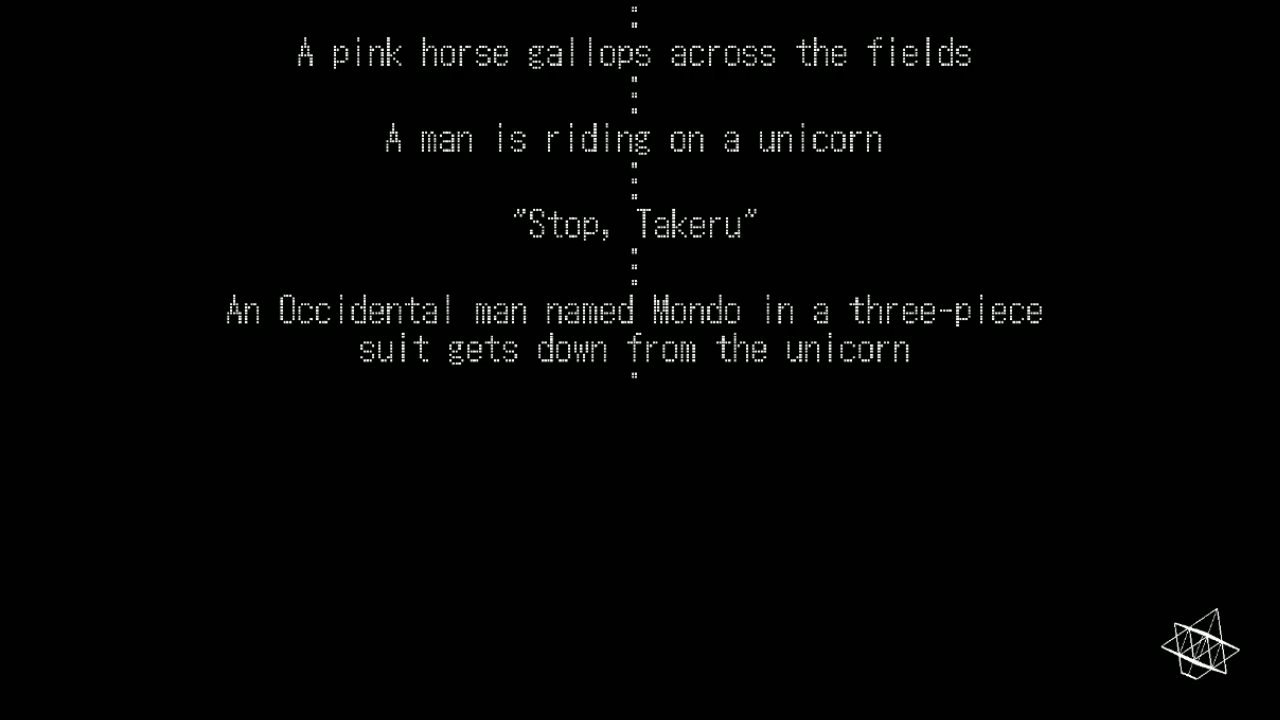 A pink horse gallops across the fields
A man is riding on a unicorn
"Stop, Takeru"
An Occidental man named Mondo in a three-piece
suit gets down from the unicorn